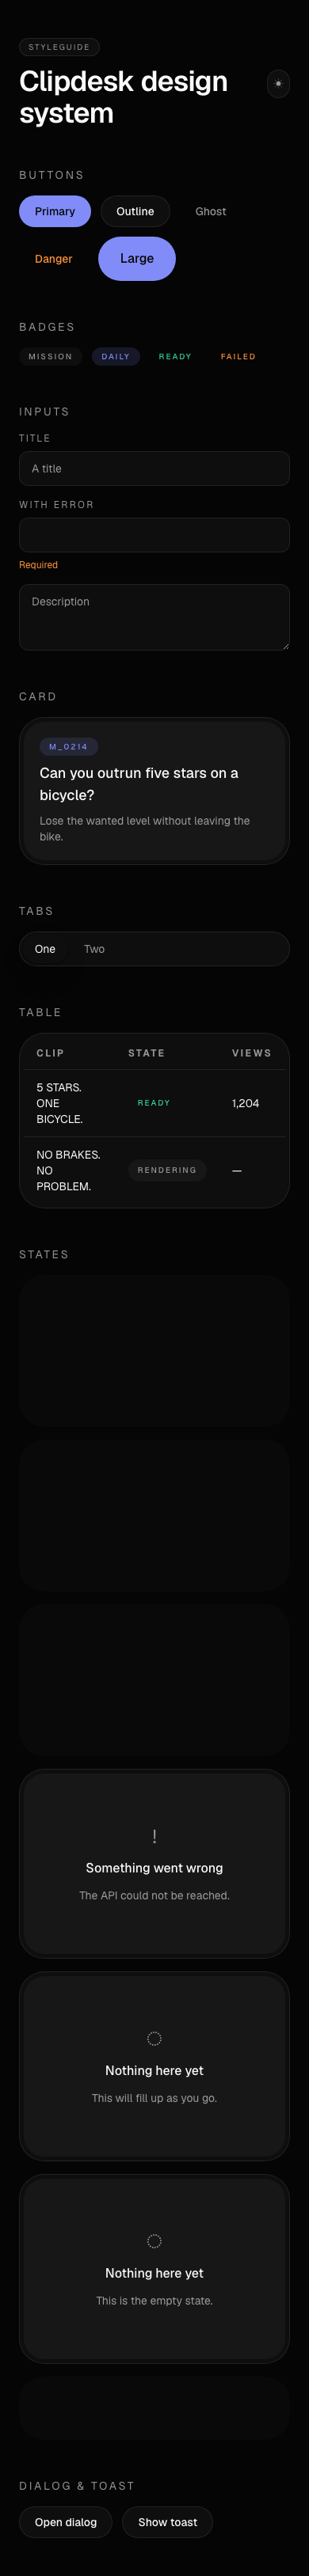 STYLEGUIDE
Clipdesk design
system
BUTTONS
Primary
Outline
Ghost
Danger
Large
BADGES
MISSION
DAILY
READY
FAILED
INPUTS
TITLE
A title
WITH ERROR
Required
Description
CARD
M_0214
Can you outrun five stars on a
bicycle?
Lose the wanted level without leaving the
bike.
TABS
One
Two
TABLE
CLIP STATE VIEWS
5 STARS.
ONE
BICYCLE.
READY
1,204
NO BRAKES.
NO
PROBLEM.
RENDERING
—
STATES
!
Something went wrong
The API could not be reached.
Nothing here yet
This will fill up as you go.
Nothing here yet
This is the empty state.
DIALOG & TOAST
Open dialog
Show toast